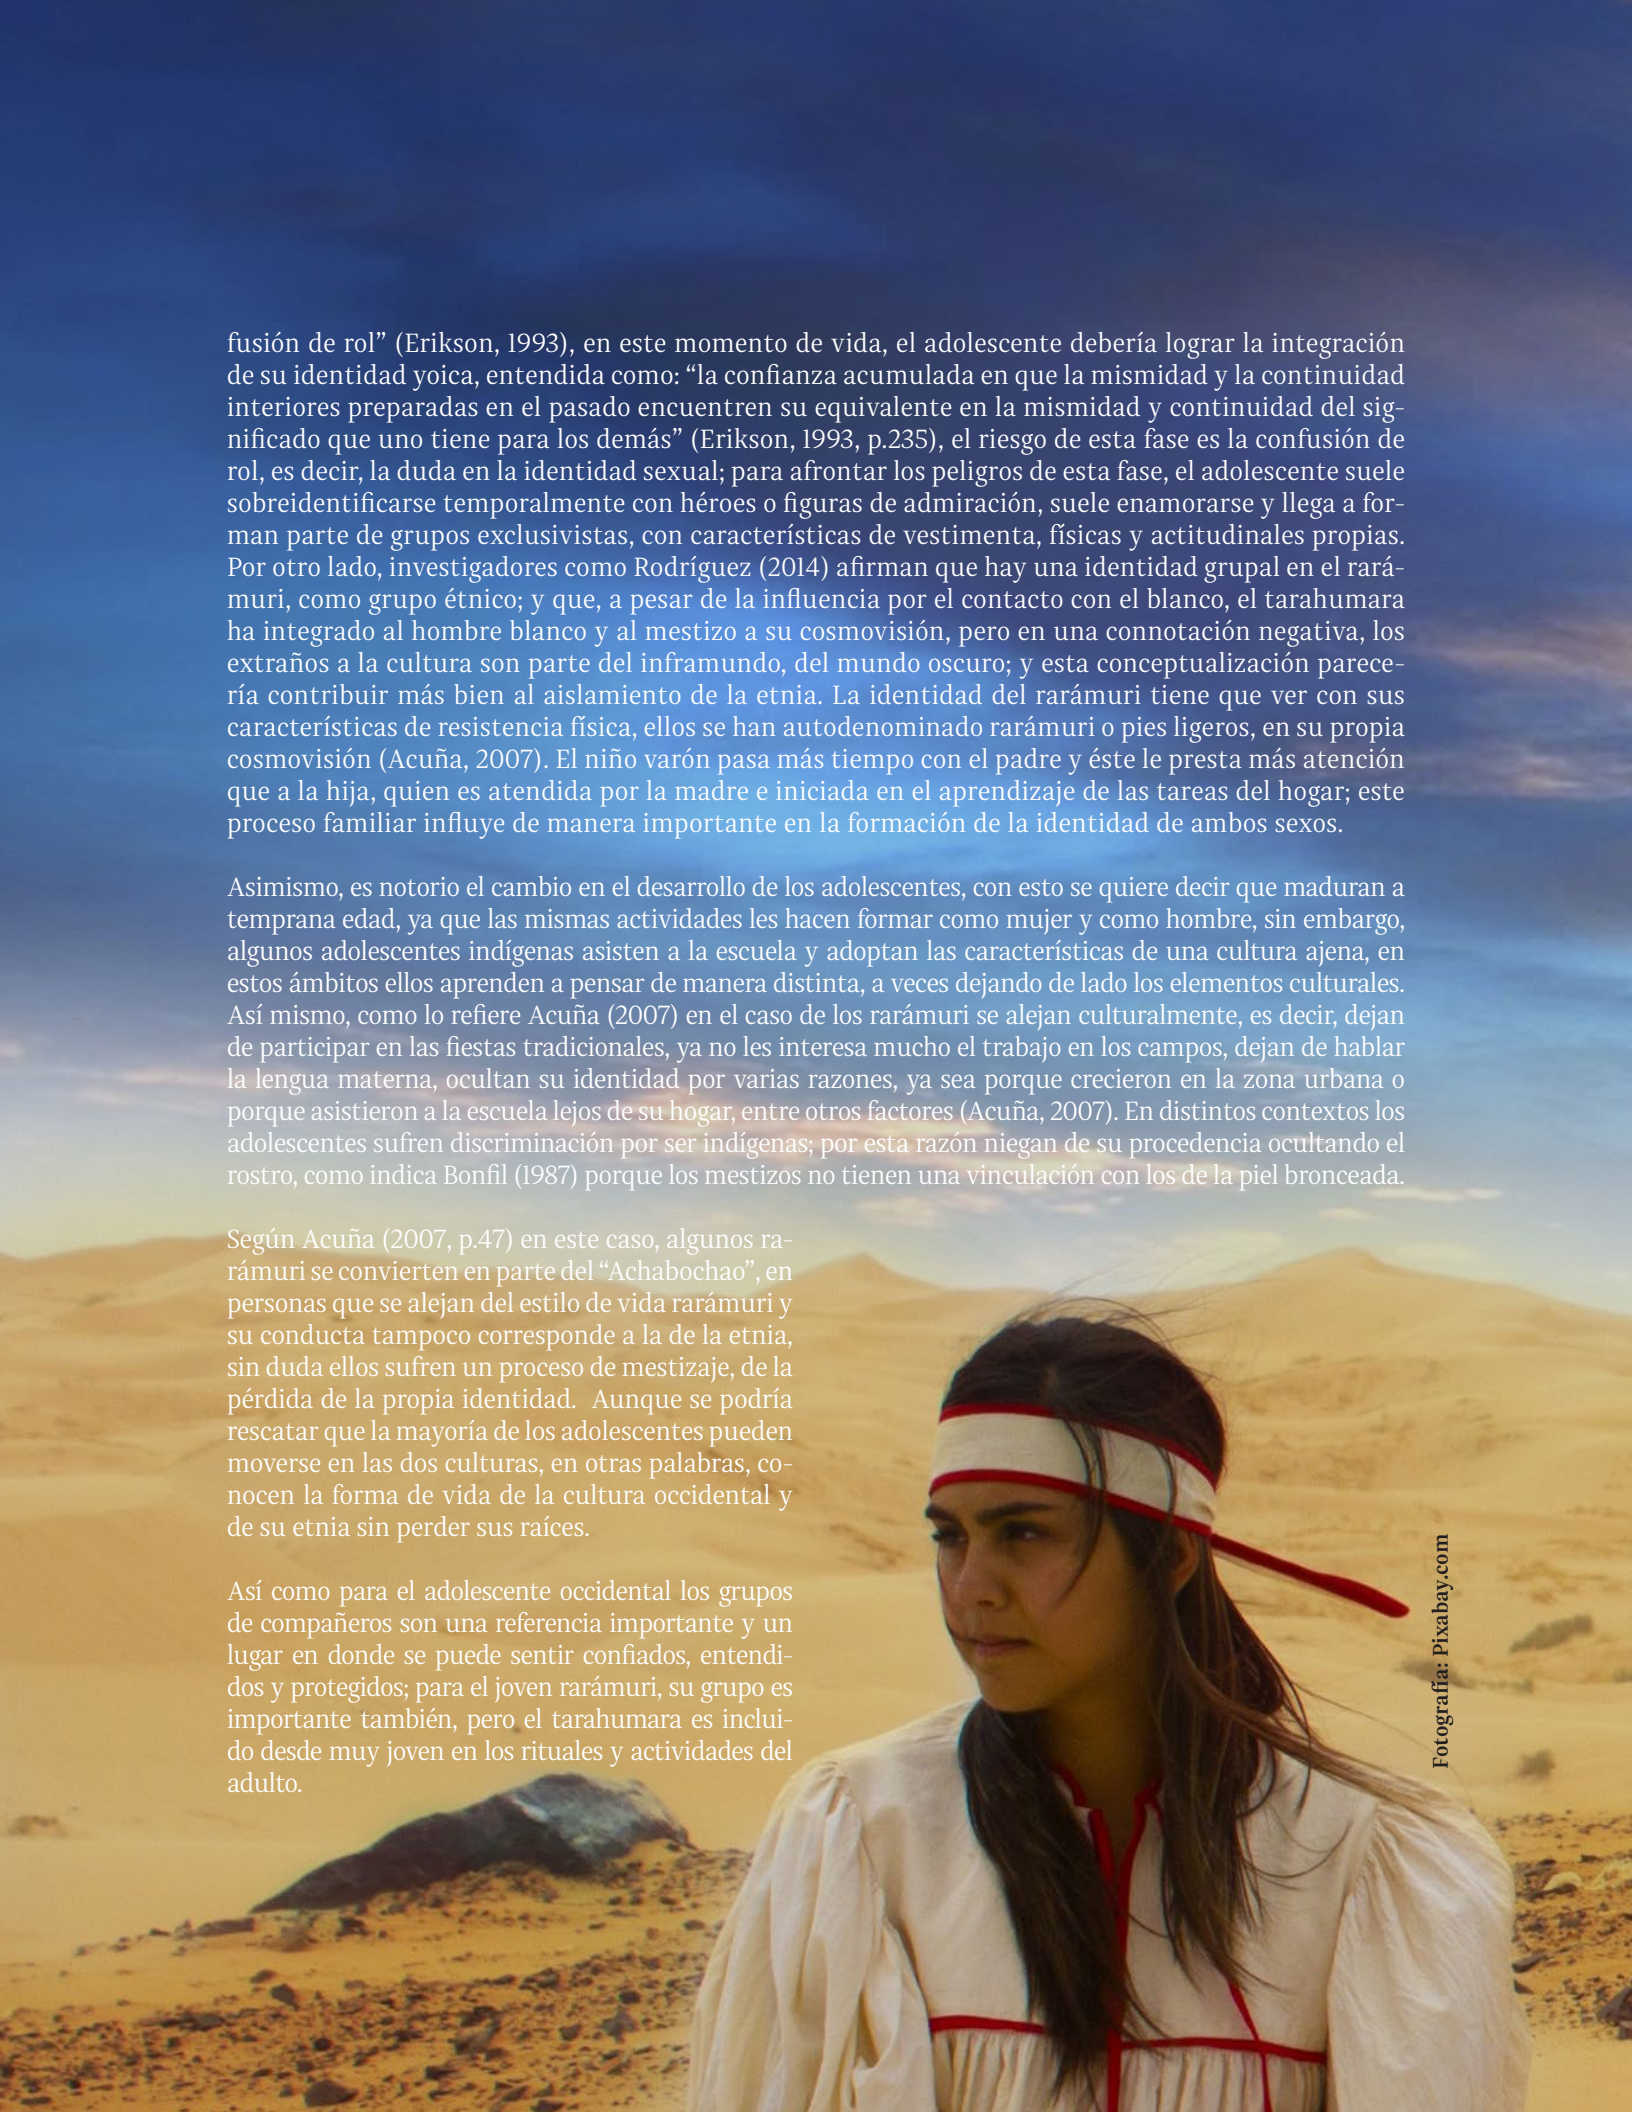 fusión de rol” (Erikson, 1993), en este momento de vida, el adolescente debería lograr la integración
de su identidad yoica, entendida como: “la confianza acumulada en que la mismidad y la continuidad
interiores preparadas en el pasado encuentren su equivalente en la mismidad y continuidad del sig-
nificado que uno tiene para los demás” (Erikson, 1993, p.235), el riesgo de esta fase es la confusión de
rol, es decir, la duda en la identidad sexual; para afrontar los peligros de esta fase, el adolescente suele
sobreidentificarse temporalmente con héroes o figuras de admiración, suele enamorarse y llega a for-
man parte de grupos exclusivistas, con características de vestimenta, físicas y actitudinales propias.
Por otro lado, investigadores como Rodríguez (2014) afirman que hay una identidad grupal en el rará-
muri, como grupo étnico; y que, a pesar de la influencia por el contacto con el blanco, el tarahumara
ha integrado al hombre blanco y al mestizo a su cosmovisión, pero en una connotación negativa, los
extraños a la cultura son parte del inframundo, del mundo oscuro; y esta conceptualización parece-
ría contribuir más bien al aislamiento de la etnia. La identidad del rarámuri tiene que ver con sus
características de resistencia física, ellos se han autodenominado rarámuri o pies ligeros, en su propia
cosmovisión (Acuña, 2007). El niño varón pasa más tiempo con el padre y éste le presta más atención
que a la hija, quien es atendida por la madre e iniciada en el aprendizaje de las tareas del hogar; este
proceso familiar influye de manera importante en la formación de la identidad de ambos sexos.
Asimismo, es notorio el cambio en el desarrollo de los adolescentes, con esto se quiere decir que maduran a
temprana edad, ya que las mismas actividades les hacen formar como mujer y como hombre, sin embargo,
algunos adolescentes indígenas asisten a la escuela y adoptan las características de una cultura ajena, en
estos ámbitos ellos aprenden a pensar de manera distinta, a veces dejando de lado los elementos culturales.
Así mismo, como lo refiere Acuña (2007) en el caso de los rarámuri se alejan culturalmente, es decir, dejan
de participar en las fiestas tradicionales, ya no les interesa mucho el trabajo en los campos, dejan de hablar
la lengua materna, ocultan su identidad por varias razones, ya sea porque crecieron en la zona urbana o
porque asistieron a la escuela lejos de su hogar, entre otros factores (Acuña, 2007). En distintos contextos los
adolescentes sufren discriminación por ser indígenas; por esta razón niegan de su procedencia ocultando el
rostro, como indica Bonfil (1987) porque los mestizos no tienen una vinculación con los de la piel bronceada.
Según Acuña (2007, p.47) en este caso, algunos ra-
rámuri se convierten en parte del “Achabochao”, en
personas que se alejan del estilo de vida rarámuri y
su conducta tampoco corresponde a la de la etnia,
sin duda ellos sufren un proceso de mestizaje, de la
pérdida de la propia identidad. Aunque se podría
rescatar que la mayoría de los adolescentes pueden
moverse en las dos culturas, en otras palabras, co-
nocen la forma de vida de la cultura occidental y
de su etnia sin perder sus raíces.
Así como para el adolescente occidental los grupos
de compañeros son una referencia importante y un
lugar en donde se puede sentir confiados, entendi-
dos y protegidos; para el joven rarámuri, su grupo es
importante también, pero el tarahumara es inclui-
do desde muy joven en los rituales y actividades del
adulto.
Fotografía: Pixabay.com